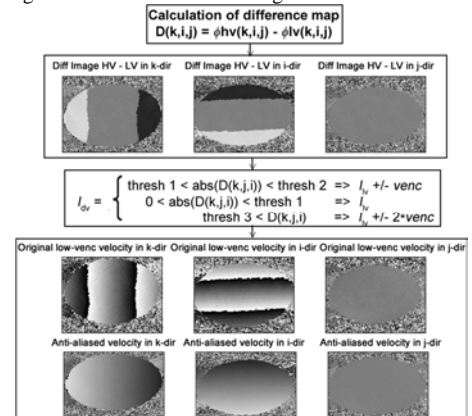 Calculation of difference map
D(k,i,j) = ϕhv(k,i,j) - ϕlv(k,i,j)
Diff Image HV - LV in k-dir Diff Image HV - LV in i-dir Diff Image HV - LV in j-dir
thresh 1 < abs(D(k,j,i)) < thresh 2 => I_lv +/- venc
I_dv = { 0 < abs(D(k,j,i)) < thresh 1 => I_lv
thresh 3 < D(k,j,i) => I_lv +/- 2*venc
Original low-venc velocity in k-dir Original low-venc velocity in i-dir Original low-venc velocity in j-dir
Anti-aliased velocity in k-dir Anti-aliased velocity in i-dir Anti-aliased velocity in j-dir